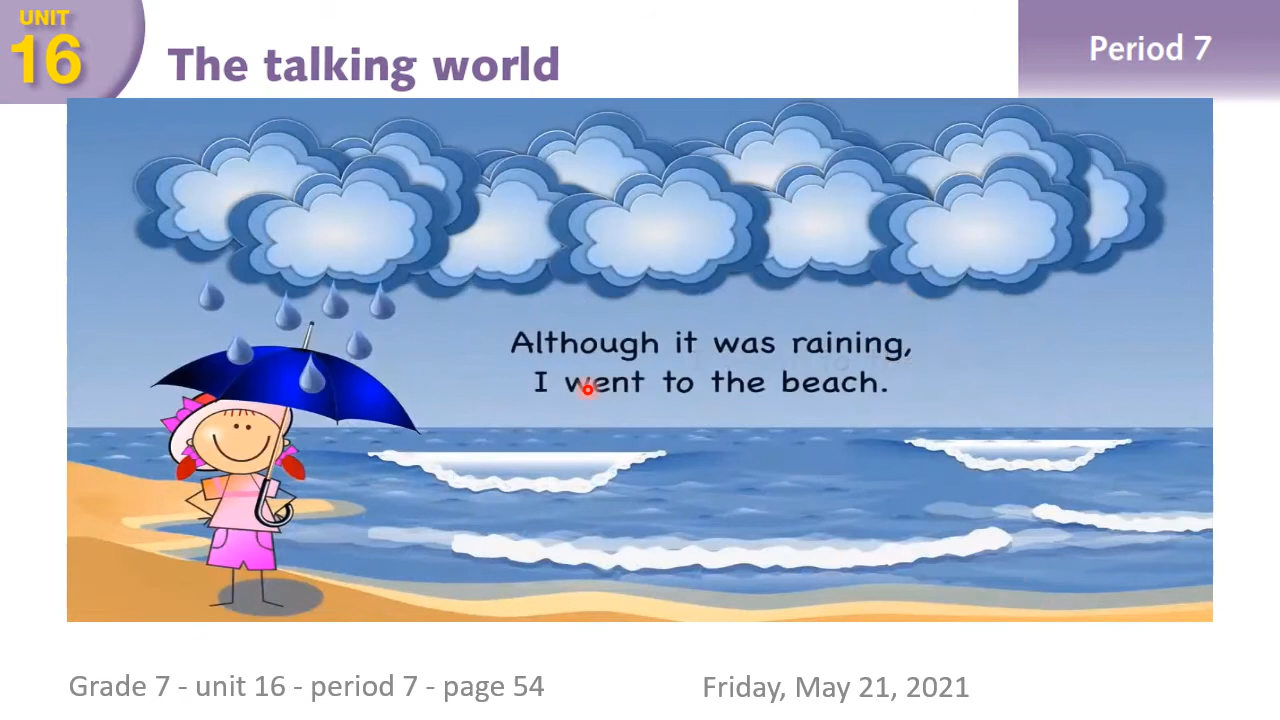 UNIT
16
The talking world
Period 7
Although it was raining,
I went to the beach.
Grade 7 - unit 16 - period 7 - page 54
Friday, May 21, 2021